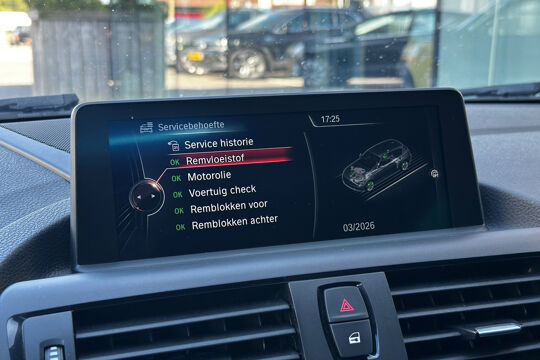 Servicebehoefte
17:25
Service historie
OK Remvloeistof
OK Motorolie
OK Voertuig check
OK Remblokken voor
OK Remblokken achter
03/2026